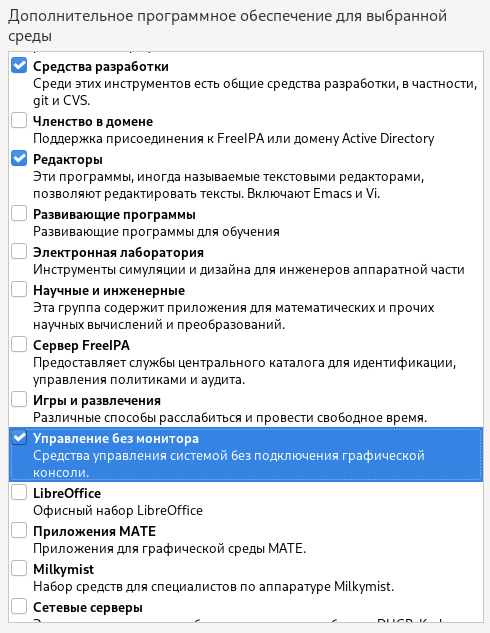 Дополнительное программное обеспечение для выбранной
среды
Средства разработки
Среди этих инструментов есть общие средства разработки, в частности,
git и CVS.
Членство в домене
Поддержка присоединения к FreeIPA или домену Active Directory
Редакторы
Эти программы, иногда называемые текстовыми редакторами,
позволяют редактировать тексты. Включают Emacs и Vi.
Развивающие программы
Развивающие программы для обучения
Электронная лаборатория
Инструменты симуляции и дизайна для инженеров аппаратной части
Научные и инженерные
Эта группа содержит приложения для математических и прочих
научных вычислений и преобразований.
Сервер FreeIPA
Предоставляет службы центрального каталога для идентификации,
управления политиками и аудита.
Игры и развлечения
Различные способы расслабиться и провести свободное время.
Управление без монитора
Средства управления системой без подключения графической
консоли.
LibreOffice
Офисный набор LibreOffice
Приложения MATE
Приложения для графической среды MATE.
Milkymist
Набор средств для специалистов по аппаратуре Milkymist.
Сетевые серверы